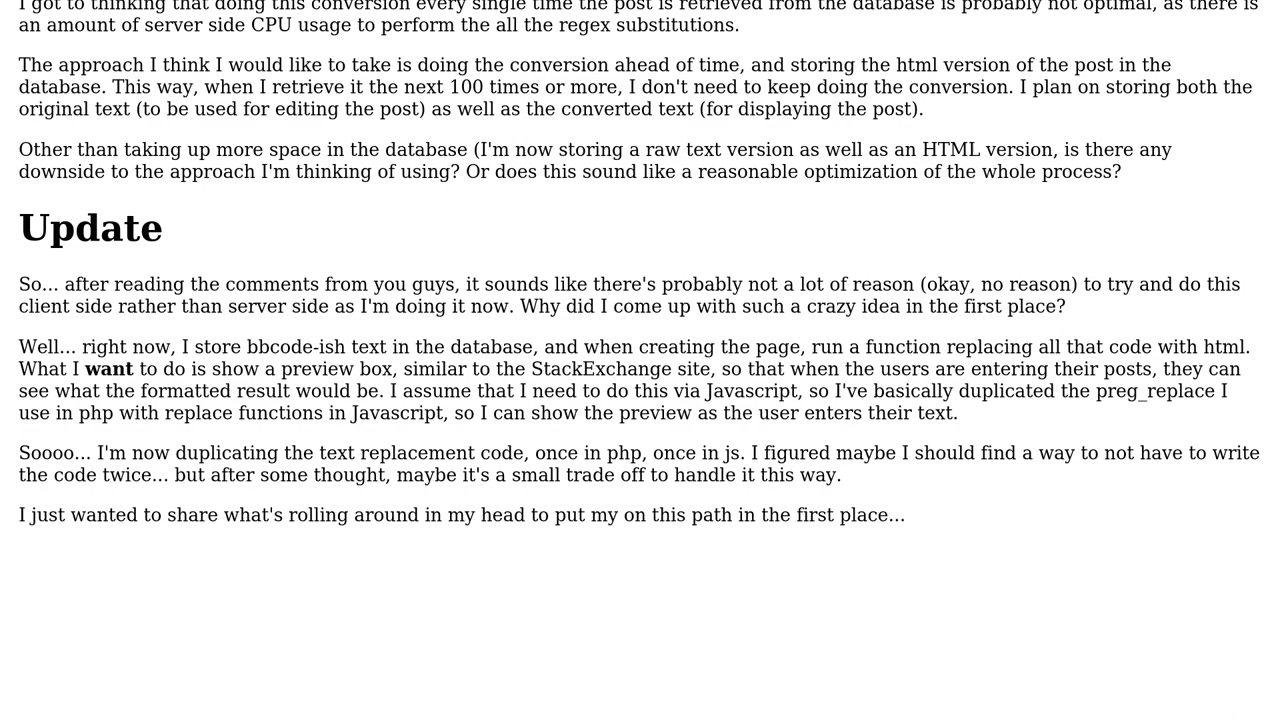 I got to thinking that doing this conversion every single time the post is retrieved from the database is probably not optimal, as there is
an amount of server side CPU usage to perform the all the regex substitutions.
The approach I think I would like to take is doing the conversion ahead of time, and storing the html version of the post in the
database. This way, when I retrieve it the next 100 times or more, I don't need to keep doing the conversion. I plan on storing both the
original text (to be used for editing the post) as well as the converted text (for displaying the post).
Other than taking up more space in the database (I'm now storing a raw text version as well as an HTML version, is there any
downside to the approach I'm thinking of using? Or does this sound like a reasonable optimization of the whole process?
Update
So... after reading the comments from you guys, it sounds like there's probably not a lot of reason (okay, no reason) to try and do this
client side rather than server side as I'm doing it now. Why did I come up with such a crazy idea in the first place?
Well... right now, I store bbcode-ish text in the database, and when creating the page, run a function replacing all that code with html.
What I want to do is show a preview box, similar to the StackExchange site, so that when the users are entering their posts, they can
see what the formatted result would be. I assume that I need to do this via Javascript, so I've basically duplicated the preg_replace I
use in php with replace functions in Javascript, so I can show the preview as the user enters their text.
Soooo... I'm now duplicating the text replacement code, once in php, once in js. I figured maybe I should find a way to not have to write
the code twice... but after some thought, maybe it's a small trade off to handle it this way.
I just wanted to share what's rolling around in my head to put my on this path in the first place...